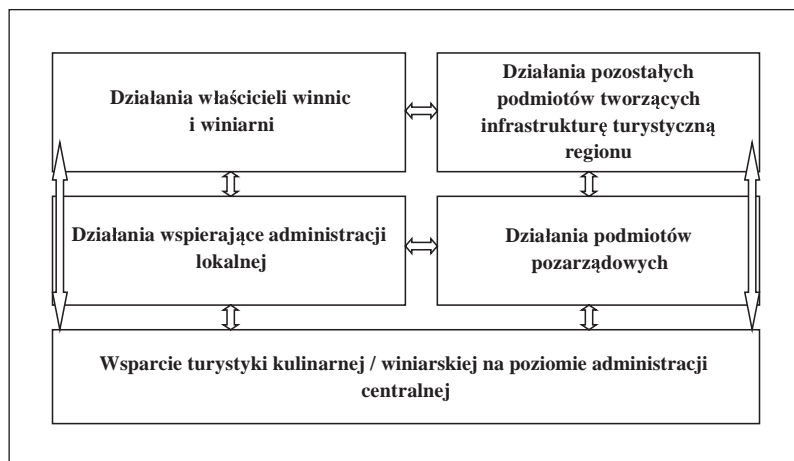 Działania właścicieli winnic
i winiarni
Działania pozostałych
podmiotów tworzących
infrastrukturę turystyczną
regionu
Działania wspierające administracji
lokalnej
Działania podmiotów
pozarządowych
Wsparcie turystyki kulinarnej / winiarskiej na poziomie administracji
centralnej